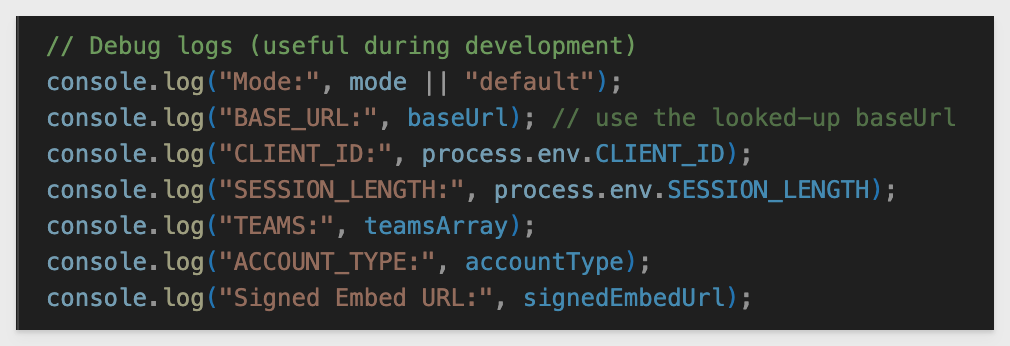 // Debug logs (useful during development)
console.log("Mode:", mode || "default");
console.log("BASE_URL:", baseUrl); // use the looked-up baseUrl
console.log("CLIENT_ID:", process.env.CLIENT_ID);
console.log("SESSION_LENGTH:", process.env.SESSION_LENGTH);
console.log("TEAMS:", teamsArray);
console.log("ACCOUNT_TYPE:", accountType);
console.log("Signed Embed URL:", signedEmbedUrl);